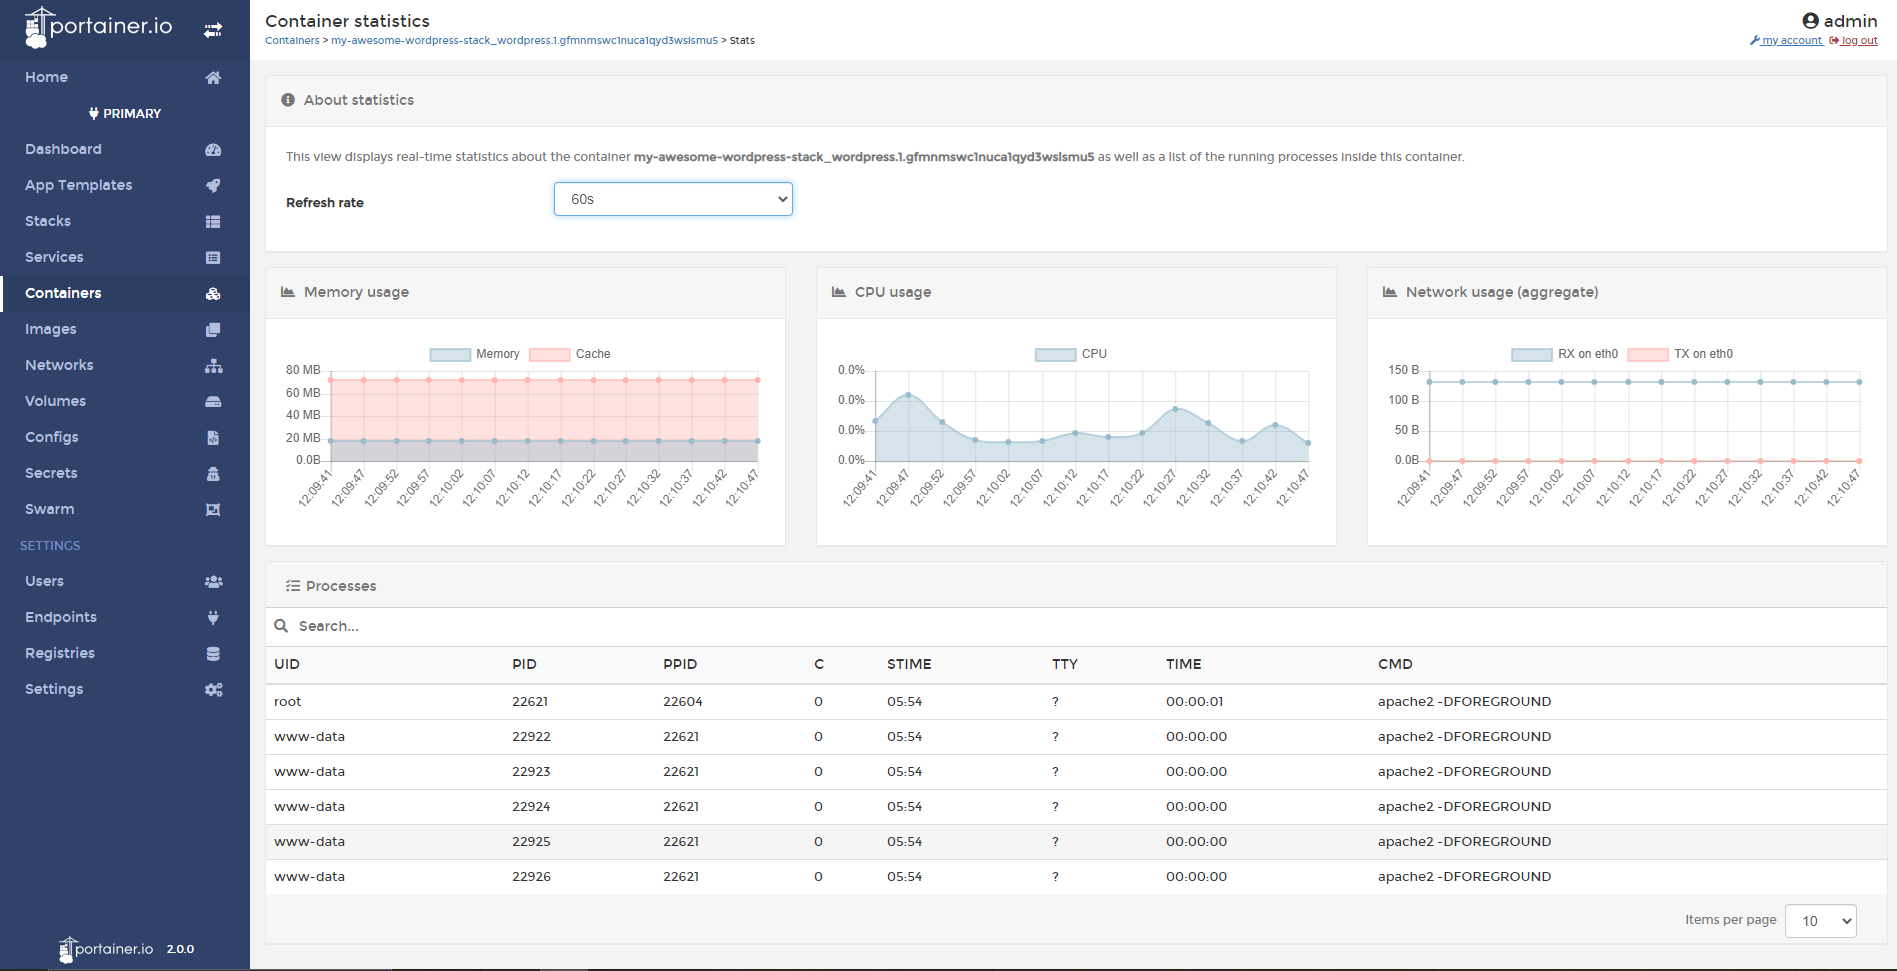 portainer.io
Home
PRIMARY
Dashboard
App Templates
Stacks
Services
Containers
Images
Networks
Volumes
Configs
Secrets
Swarm
SETTINGS
Users
Endpoints
Registries
Settings
portainer.io 2.0.0
Container statistics
Containers > my-awesome-wordpress-stack_wordpress.1.gfmnmswc1nuca1qyd3wslsmu5 > Stats
admin
my account log out
About statistics
This view displays real-time statistics about the container my-awesome-wordpress-stack_wordpress.1.gfmnmswc1nuca1qyd3wslsmu5 as well as a list of the running processes inside this container.
Refresh rate 60s
Memory usage
Memory Cache
80 MB
60 MB
40 MB
20 MB
0.0B
12:09:41 12:09:47 12:09:52 12:09:57 12:10:02 12:10:07 12:10:12 12:10:17 12:10:22 12:10:27 12:10:32 12:10:37 12:10:42 12:10:47
CPU usage
CPU
0.0%
0.0%
0.0%
0.0%
12:09:41 12:09:47 12:09:52 12:09:57 12:10:02 12:10:07 12:10:12 12:10:17 12:10:22 12:10:27 12:10:32 12:10:37 12:10:42 12:10:47
Network usage (aggregate)
RX on eth0 TX on eth0
150 B
100 B
50 B
0.0B
12:09:41 12:09:47 12:09:52 12:09:57 12:10:02 12:10:07 12:10:12 12:10:17 12:10:22 12:10:27 12:10:32 12:10:37 12:10:42 12:10:47
Processes
Search...
UID PID PPID C STIME TTY TIME CMD
root 22621 22604 0 05:54 ? 00:00:01 apache2 -DFOREGROUND
www-data 22922 22621 0 05:54 ? 00:00:00 apache2 -DFOREGROUND
www-data 22923 22621 0 05:54 ? 00:00:00 apache2 -DFOREGROUND
www-data 22924 22621 0 05:54 ? 00:00:00 apache2 -DFOREGROUND
www-data 22925 22621 0 05:54 ? 00:00:00 apache2 -DFOREGROUND
www-data 22926 22621 0 05:54 ? 00:00:00 apache2 -DFOREGROUND
Items per page 10